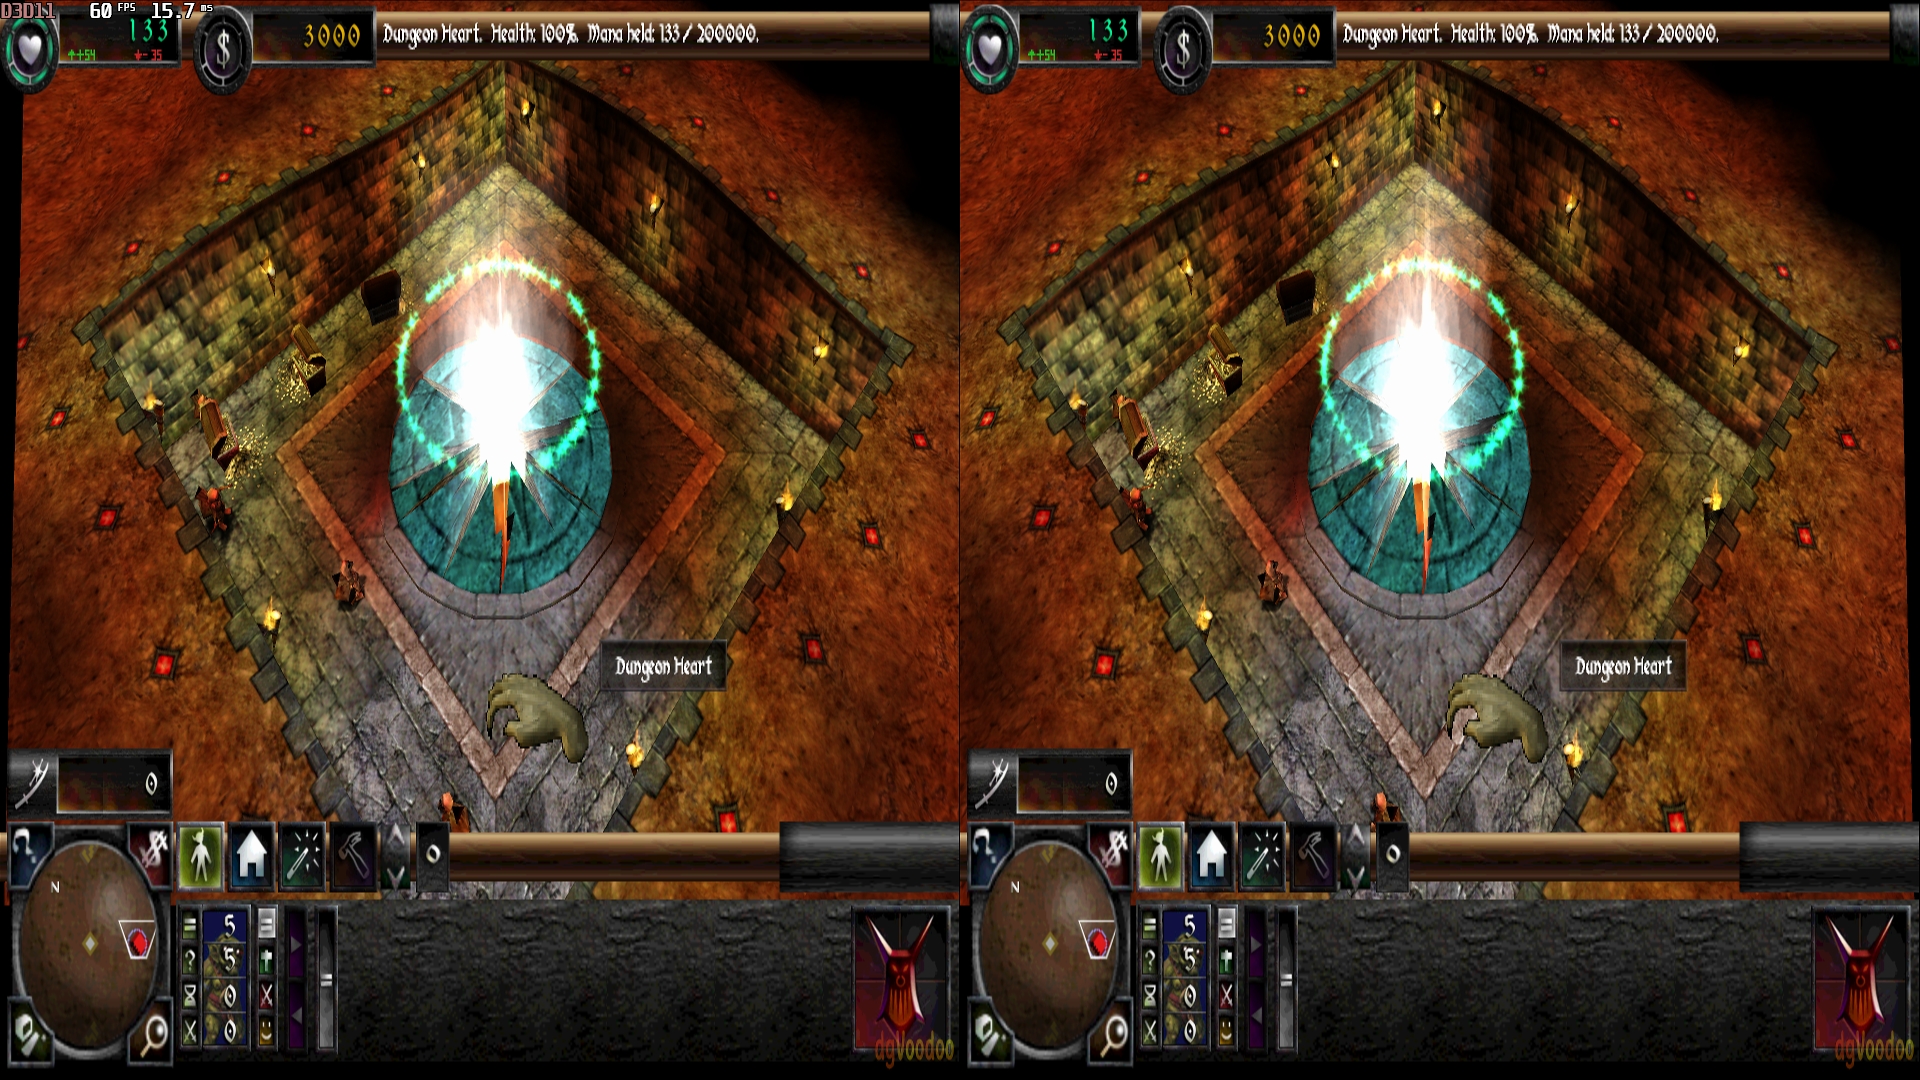 D3D11 60 FPS 15.7 ms
133
+54 - 35
3000
Dungeon Heart. Health: 100%. Mana held: 133 / 200000.
133
+54 - 35
3000
Dungeon Heart. Health: 100%. Mana held: 133 / 200000.
Dungeon Heart
Dungeon Heart
0
0
N
N
5
5
0
0
5
5
0
0
dgVoodoo
dgVoodoo